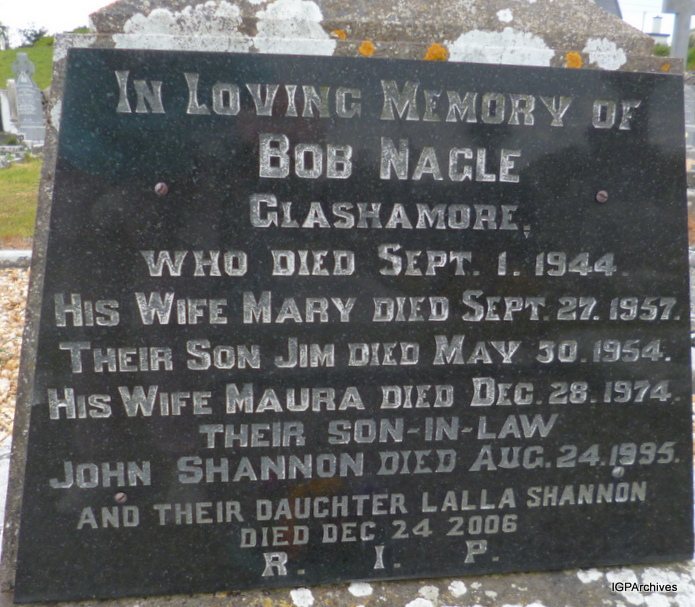 IN LOVING MEMORY OF
BOB NAGLE
GLASHAMORE,
WHO DIED SEPT. 1. 1944.
HIS WIFE MARY DIED SEPT. 27. 1957.
THEIR SON JIM DIED MAY 30. 1954.
HIS WIFE MAURA DIED DEC. 28. 1974.
THEIR SON-IN-LAW
JOHN SHANNON DIED AUG. 24. 1995.
AND THEIR DAUGHTER LALLA SHANNON
DIED DEC 24 2006
R. I. P.
IGPArchives